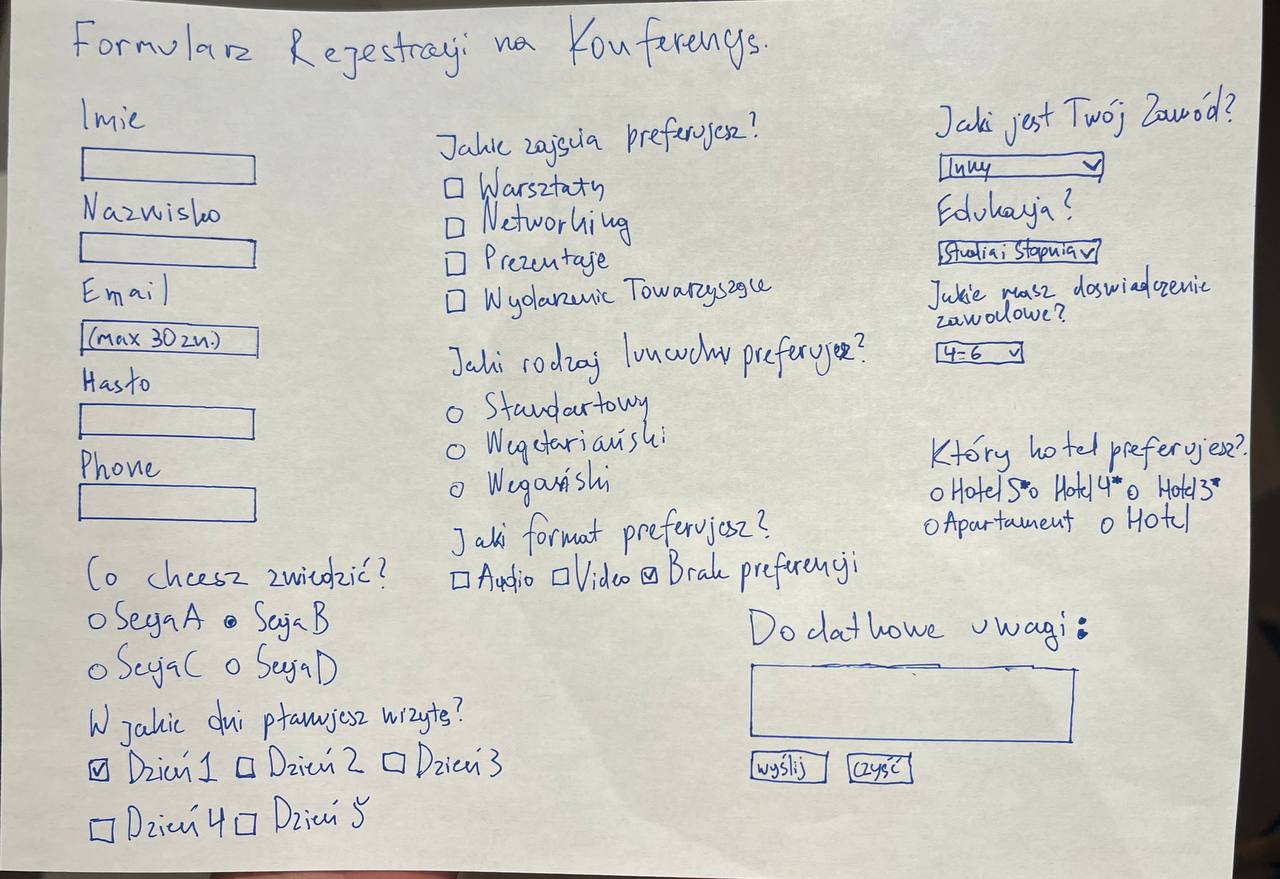 Formularz Rejestracji na Konferencję.
Imie
Nazwisko
Email
(max 30 zn.)
Hasło
Phone
Co chcesz zwiedzić?
Sesja A Sesja B
Sesja C Sesja D
W jakie dni planujesz wizytę?
Dzień 1 Dzień 2 Dzień 3
Dzień 4 Dzień 5
Jakie zajęcia preferujesz?
Warsztaty
Networking
Prezentaje
Wydarzenie Towarzyszące
Jaki rodzaj luncuchu preferujesz?
Standartowy
Wegetariański
Wegański
Jaki format preferujesz?
Audio Video Brak preferencji
Jaki jest Twój Zawód?
Inny
Edukacja?
Studia i Stopnia
Jakie masz doswiadczenie
zawodowe?
4-6
Który hotel preferujesz?
Hotel 5* Hotel 4* Hotel 3*
Apartament Hotel
Dodatkowe uwagi:
wyślij czyść